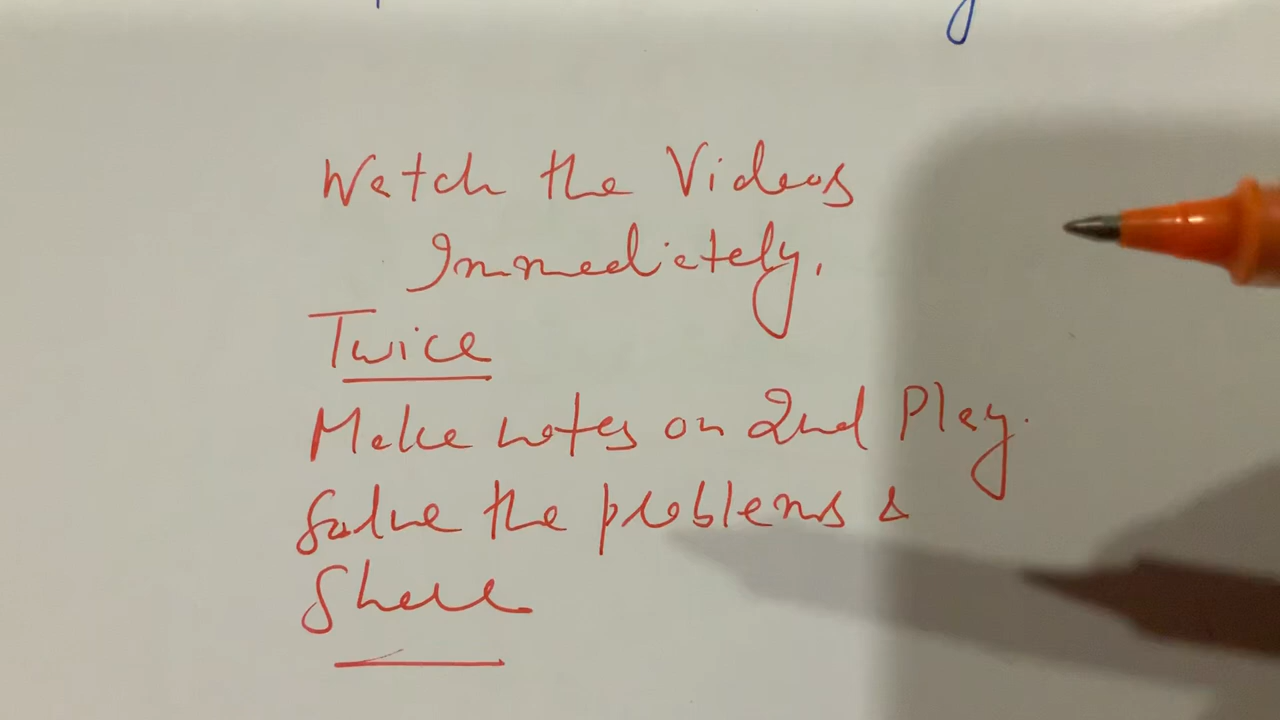 Watch the Videos
Immediately.
Twice
Make notes on 2nd Play.
Solve the problems &
Share